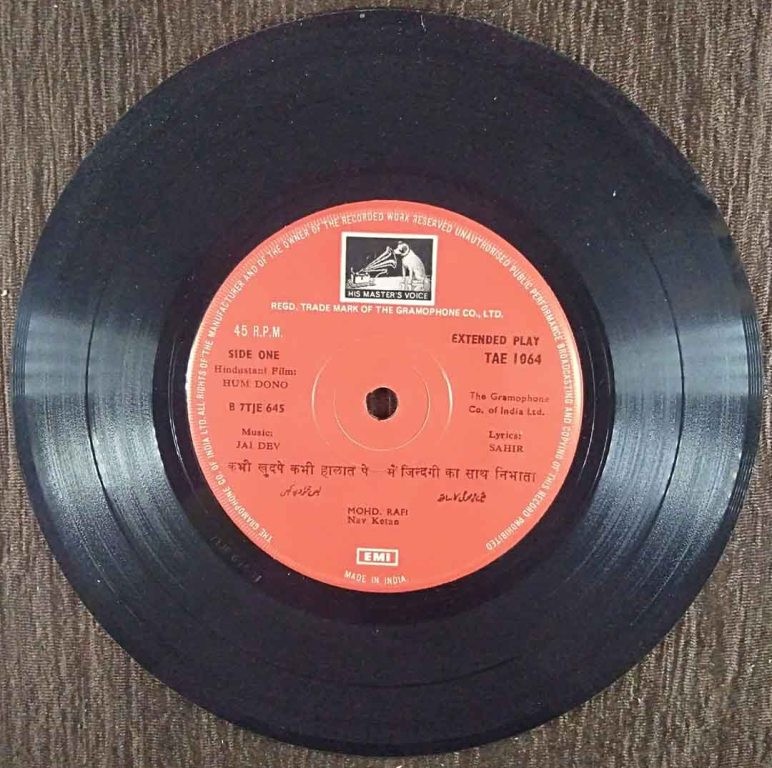 THE GRAMOPHONE CO. OF INDIA LTD. ALL RIGHTS OF THE MANUFACTURER AND OF THE OWNER OF THE RECORDED WORK RESERVED UNAUTHORISED PUBLIC PERFORMANCE BROADCASTING AND COPYING OF THIS RECORD PROHIBITED
HIS MASTER'S VOICE
REGD. TRADE MARK OF THE GRAMOPHONE CO., LTD.
45 R.P.M. EXTENDED PLAY
SIDE ONE TAE 1064
Hindustani Film:
HUM DONO
The Gramophone
B 7TJE 645 Co. of India Ltd.
Music: Lyrics:
JAI DEV SAHIR
कभी खुदपे कभी हालात पे — मैं जिन्दगी का साथ निभाता
MOHD. RAFI
Nav Ketan
EMI
MADE IN INDIA